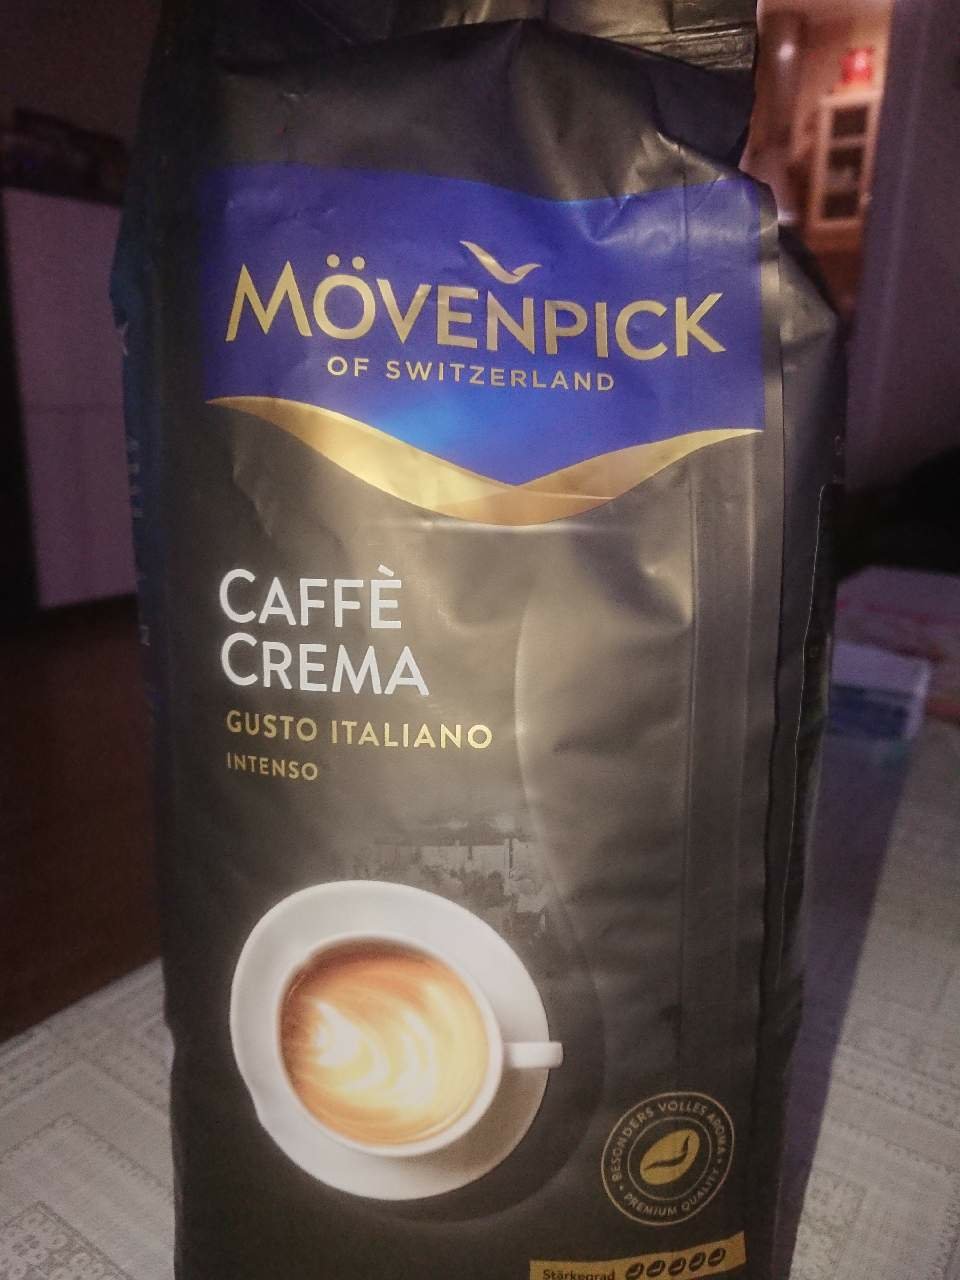 MÖVENPICK
OF SWITZERLAND
CAFFÈ
CREMA
GUSTO ITALIANO
INTENSO
BESONDERS VOLLES AROMA
PREMIUM QUALITY
Stärkegrad